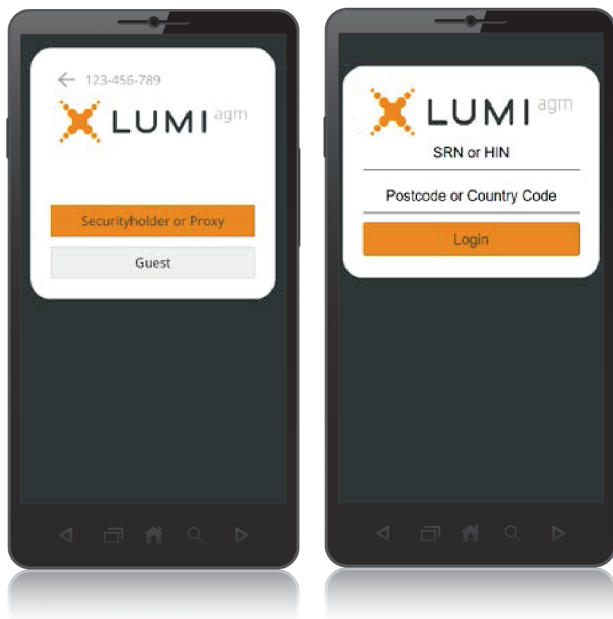 123-456-789
LUMI agm
Securityholder or Proxy
Guest
LUMI agm
SRN or HIN
Postcode or Country Code
Login